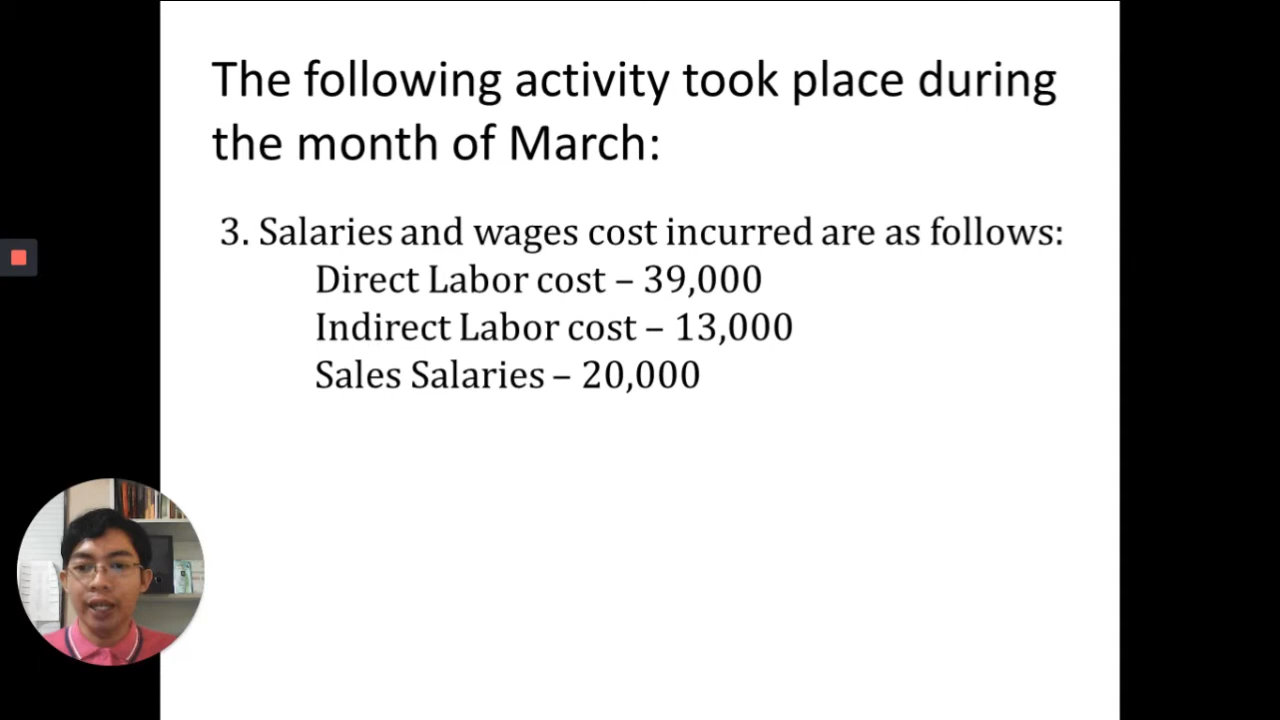 The following activity took place during
the month of March:
3. Salaries and wages cost incurred are as follows:
Direct Labor cost – 39,000
Indirect Labor cost – 13,000
Sales Salaries – 20,000